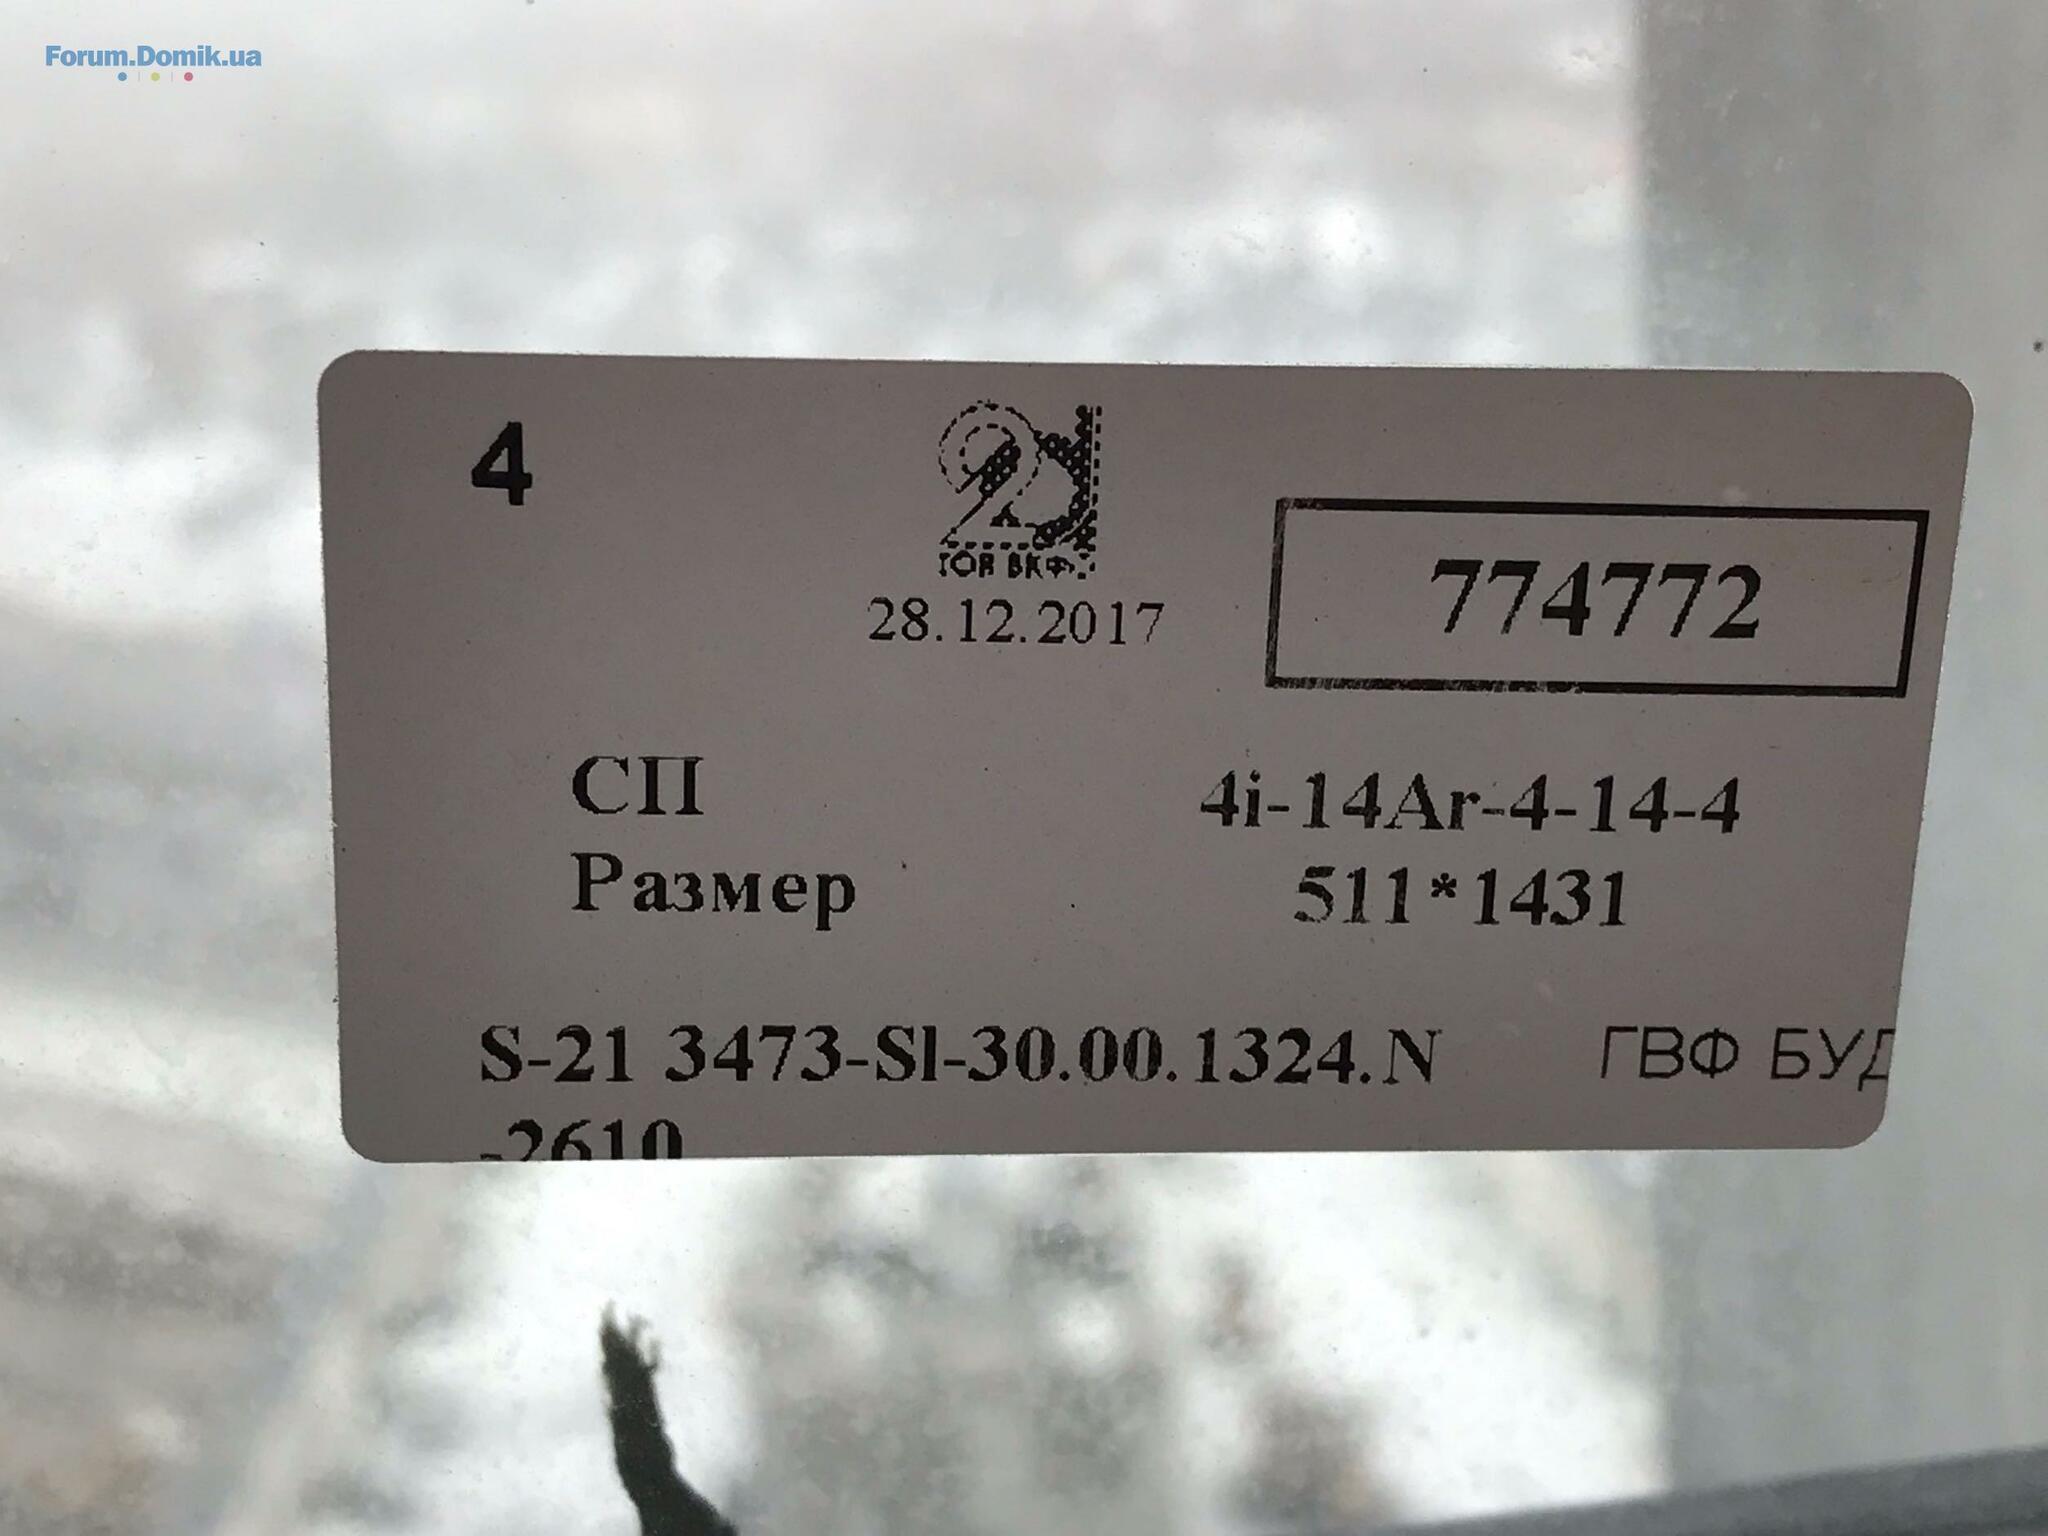 Forum.Domik.ua
4
28.12.2017
774772
СП 4i-14Ar-4-14-4
Размер 511*1431
S-21 3473-Sl-30.00.1324.N ГВФ БУД
-2610